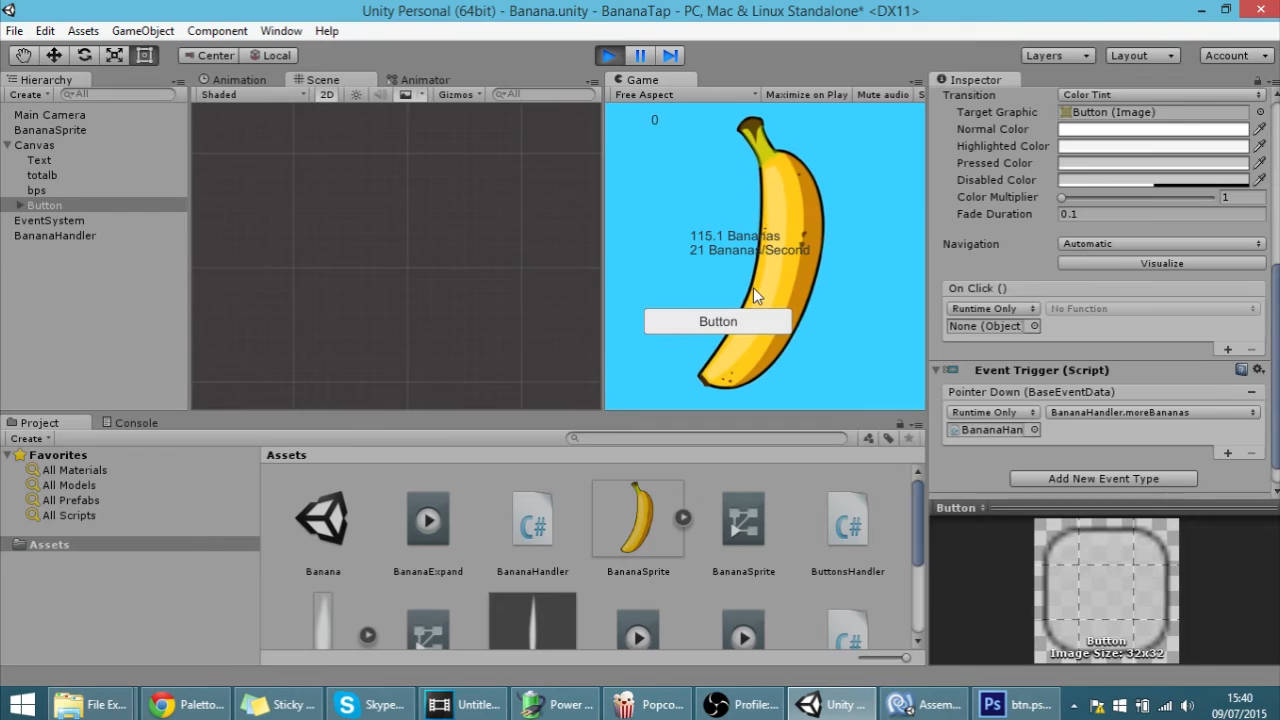 Unity Personal (64bit) - Banana.unity - BananaTap - PC, Mac & Linux Standalone* <DX11>
File Edit Assets GameObject Component Window Help
Center Local Layers Layout Account
Hierarchy Animation Scene Animator Game Inspector
Create All Shaded 2D Gizmos All Free Aspect Maximize on Play Mute audio S Transition Color Tint
Main Camera
BananaSprite
Canvas
Text
totalb
bps
Button
EventSystem
BananaHandler
0
115.1 Bananas
21 Bananas/Second
Button
Target Graphic Button (Image)
Normal Color
Highlighted Color
Pressed Color
Disabled Color
Color Multiplier 1
Fade Duration 0.1
Navigation Automatic
Visualize
On Click ()
Runtime Only No Function
None (Object
Event Trigger (Script)
Pointer Down (BaseEventData)
Runtime Only BananaHandler.moreBananas
BananaHan
Add New Event Type
Project Console
Create
Favorites
All Materials
All Models
All Prefabs
All Scripts
Assets
Assets
C# C#
Banana BananaExpand BananaHandler BananaSprite BananaSprite ButtonsHandler
C#
Button
Button
Image Size: 32x32
File Ex... Paletto... Sticky ... Skype... Untitle... Power ... Popco... Profile:... Unity ... Assem... Ps btn.ps...
15:40
09/07/2015